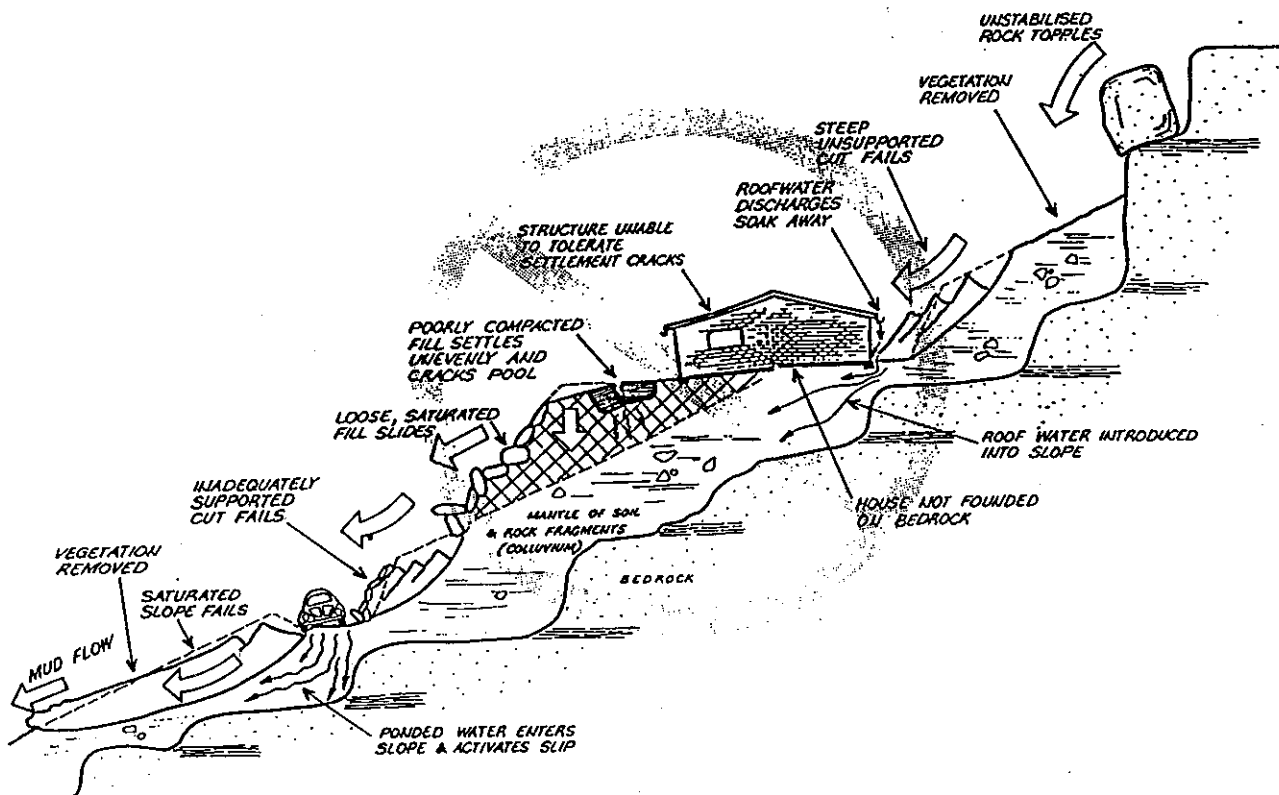 UNSTABILISED
ROCK TOPPLES
VEGETATION
REMOVED
STEEP
UNSUPPORTED
CUT FAILS
ROOFWATER
DISCHARGES
SOAK AWAY
STRUCTURE UNABLE
TO TOLERATE
SETTLEMENT CRACKS
POORLY COMPACTED
FILL SETTLES
UNEVENLY AND
CRACKS POOL
LOOSE, SATURATED
FILL SLIDES
ROOF WATER INTRODUCED
INTO SLOPE
INADEQUATELY
SUPPORTED
CUT FAILS
HOUSE NOT FOUNDED
ON BEDROCK
MANTLE OF SOIL
& ROCK FRAGMENTS
(COLLUVIUM)
BEDROCK
VEGETATION
REMOVED
SATURATED
SLOPE FAILS
MUD FLOW
PONDED WATER ENTERS
SLOPE & ACTIVATES SLIP